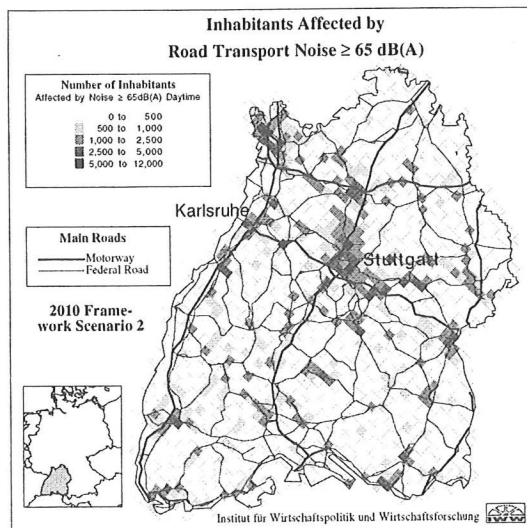 Inhabitants Affected by
Road Transport Noise ≥ 65 dB(A)
Number of Inhabitants
Affected by Noise ≥ 65dB(A) Daytime
0 to 500
500 to 1,000
1,000 to 2,500
2,500 to 5,000
5,000 to 12,000
Karlsruhe
Main Roads
Motorway
Federal Road
Stuttgart
2010 Frame-
work Scenario 2
Institut für Wirtschaftspolitik und Wirtschaftsforschung